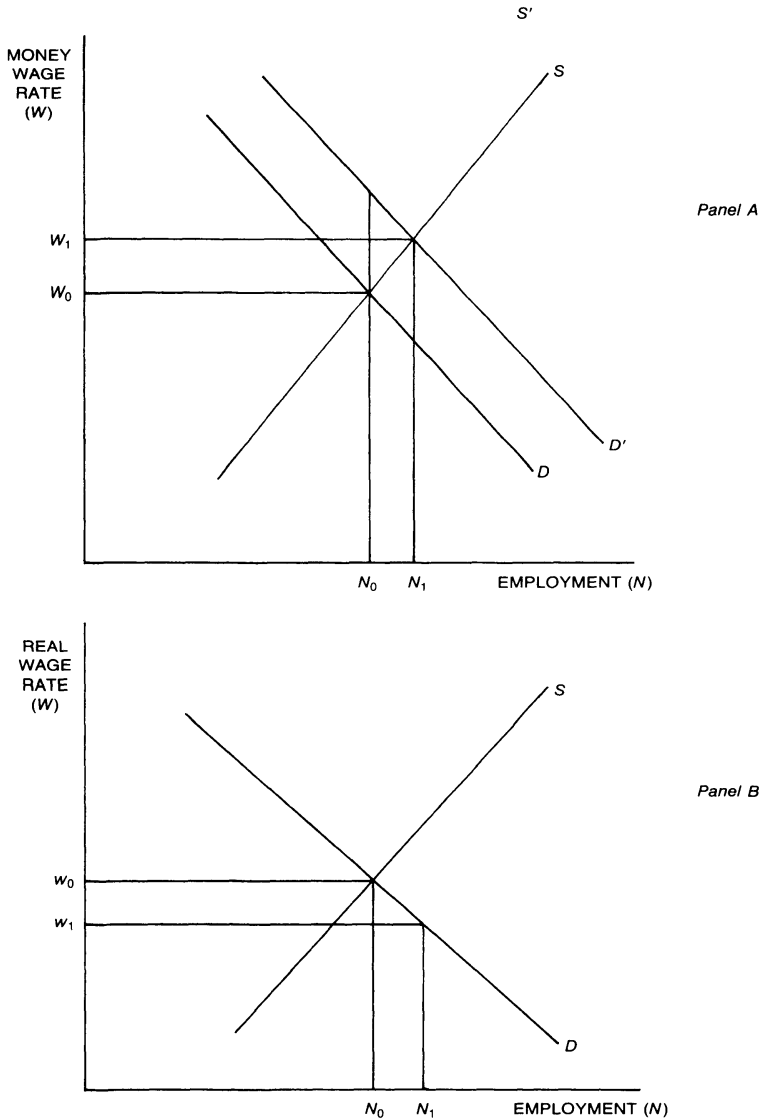 S′
MONEY
WAGE
RATE
(W)
S
Panel A
W₁
W₀
D′
D
N₀ N₁ EMPLOYMENT (N)
REAL
WAGE
RATE
(W)
S
Panel B
w₀
w₁
D
N₀ N₁ EMPLOYMENT (N)